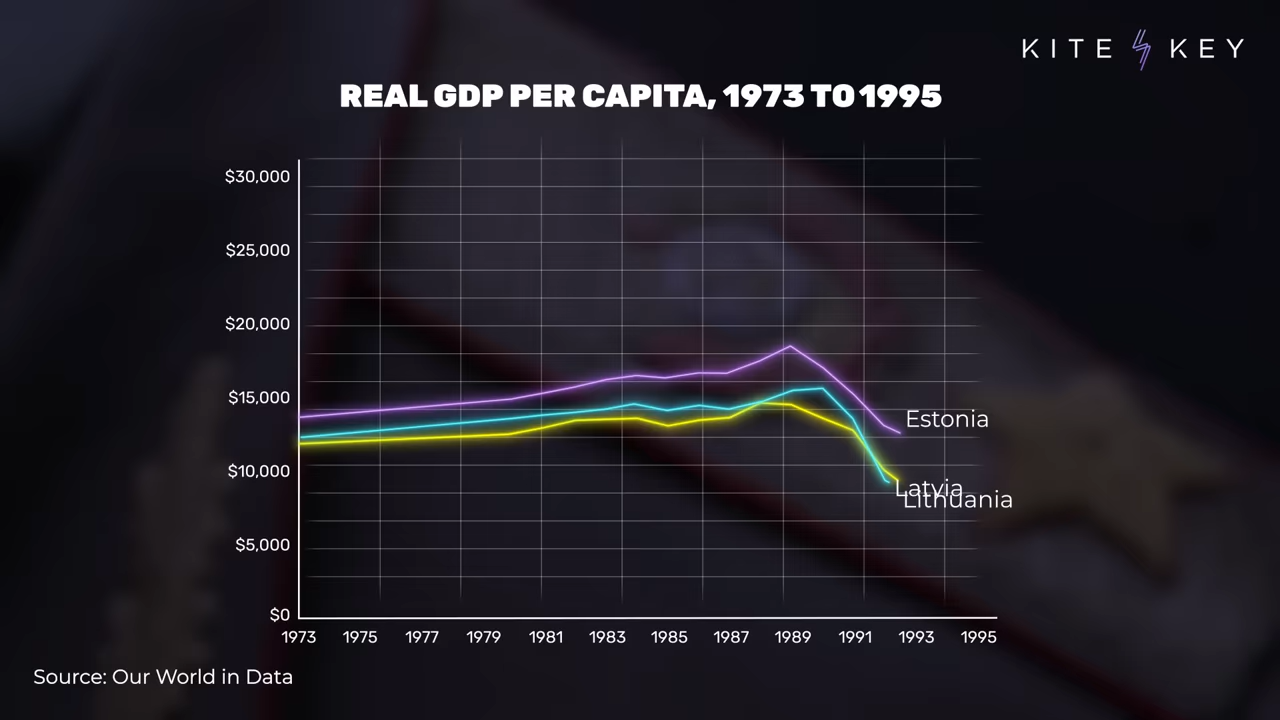 KITE KEY
REAL GDP PER CAPITA, 1973 TO 1995
$30,000
$25,000
$20,000
$15,000
$10,000
$5,000
$0
Estonia
Latvia
Lithuania
1973 1975 1977 1979 1981 1983 1985 1987 1989 1991 1993 1995
Source: Our World in Data